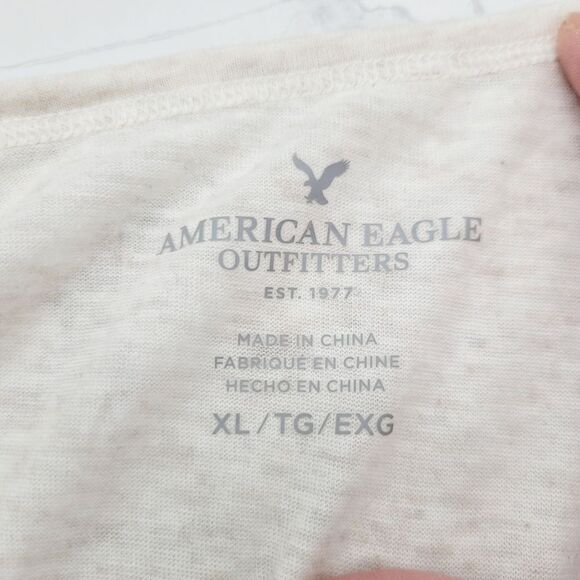 AMERICAN EAGLE
OUTFITTERS
EST. 1977
MADE IN CHINA
FABRIQUÉ EN CHINE
HECHO EN CHINA
XL/TG/EXG